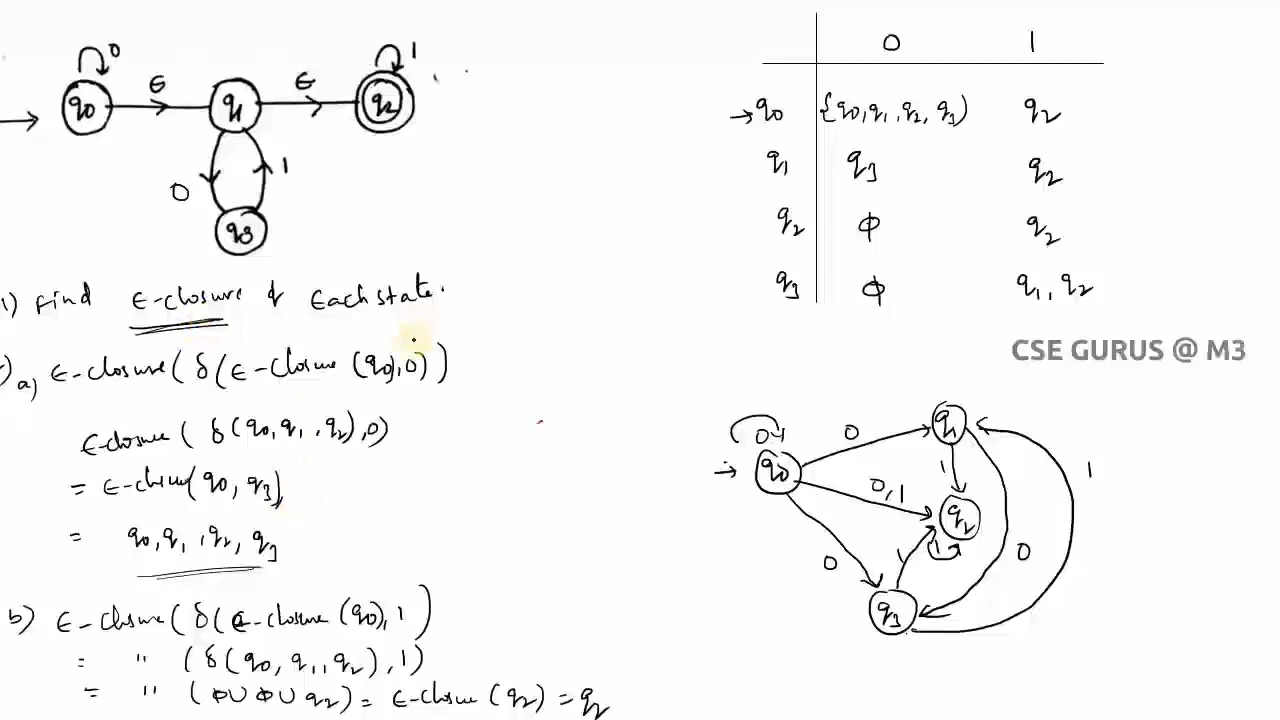 0
1
q0
ϵ
q1
ϵ
q2
0
1
q3
1) Find ϵ-closure of Each state.
a) ϵ-closure(δ(ϵ-closure (q0),0))
ϵ-closure( δ(q0,q1,,q2),0)
= ϵ-closure(q0, q3),
= q0,q1,,q2, q3
b) ϵ-closure(δ(ϵ-closure (q0),1)
= " (δ(q0, q1,q2),1)
= " (ϕ∪ϕ∪q2) = ϵ-closure (q2) = q2
0 1
→q0 {q0,q1,q2,q3) q2
q1 q3 q2
q2 ϕ q2
q3 ϕ q1,q2
CSE GURUS @ M3
0
q0
0
q1
1
1
0,1
q2
0
1
1
0
q3